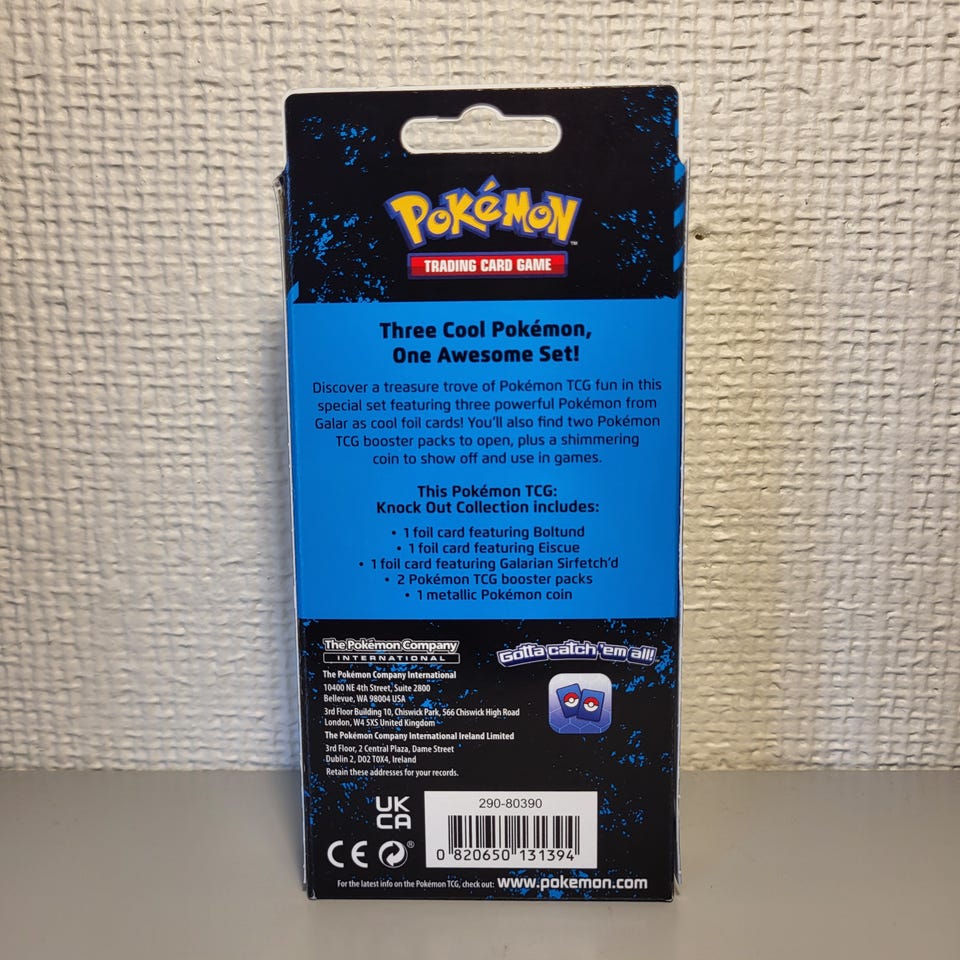 POKéMON™
TRADING CARD GAME
Three Cool Pokémon,
One Awesome Set!
Discover a treasure trove of Pokémon TCG fun in this
special set featuring three powerful Pokémon from
Galar as cool foil cards! You'll also find two Pokémon
TCG booster packs to open, plus a shimmering
coin to show off and use in games.
This Pokémon TCG:
Knock Out Collection includes:
• 1 foil card featuring Boltund
• 1 foil card featuring Eiscue
• 1 foil card featuring Galarian Sirfetch'd
• 2 Pokémon TCG booster packs
• 1 metallic Pokémon coin
The Pokémon Company
INTERNATIONAL
Gotta catch 'em all!
The Pokémon Company International
10400 NE 4th Street, Suite 2800
Bellevue, WA 98004 USA
3rd Floor Building 10, Chiswick Park, 566 Chiswick High Road
London, W4 5XS United Kingdom
The Pokémon Company International Ireland Limited
3rd Floor, 2 Central Plaza, Dame Street
Dublin 2, D02 T0X4, Ireland
Retain these addresses for your records.
UK
CA
CE ®
290-80390
0 820650 131394
For the latest info on the Pokémon TCG, check out: www.pokemon.com